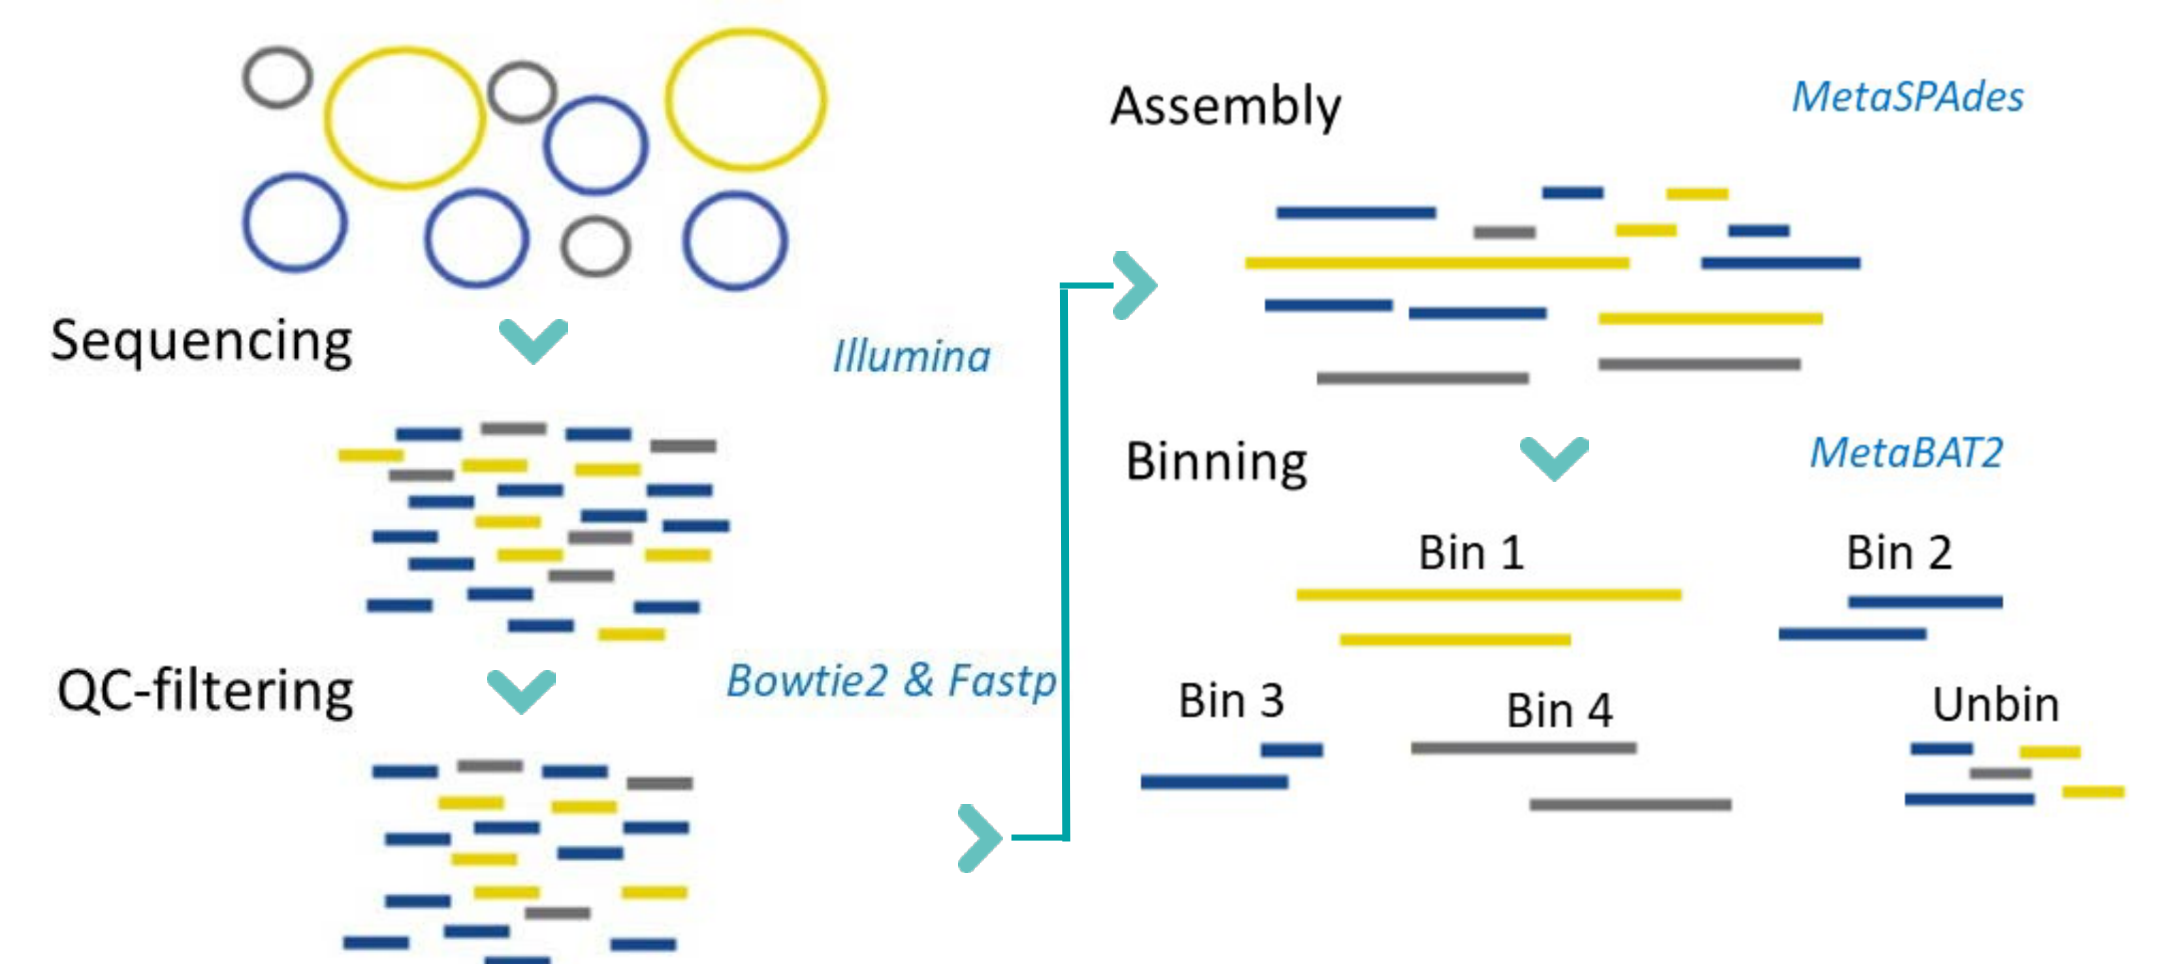 Sequencing
Illumina
QC-filtering
Bowtie2 & Fastp
Assembly
MetaSPAdes
Binning
MetaBAT2
Bin 1
Bin 2
Bin 3
Bin 4
Unbin